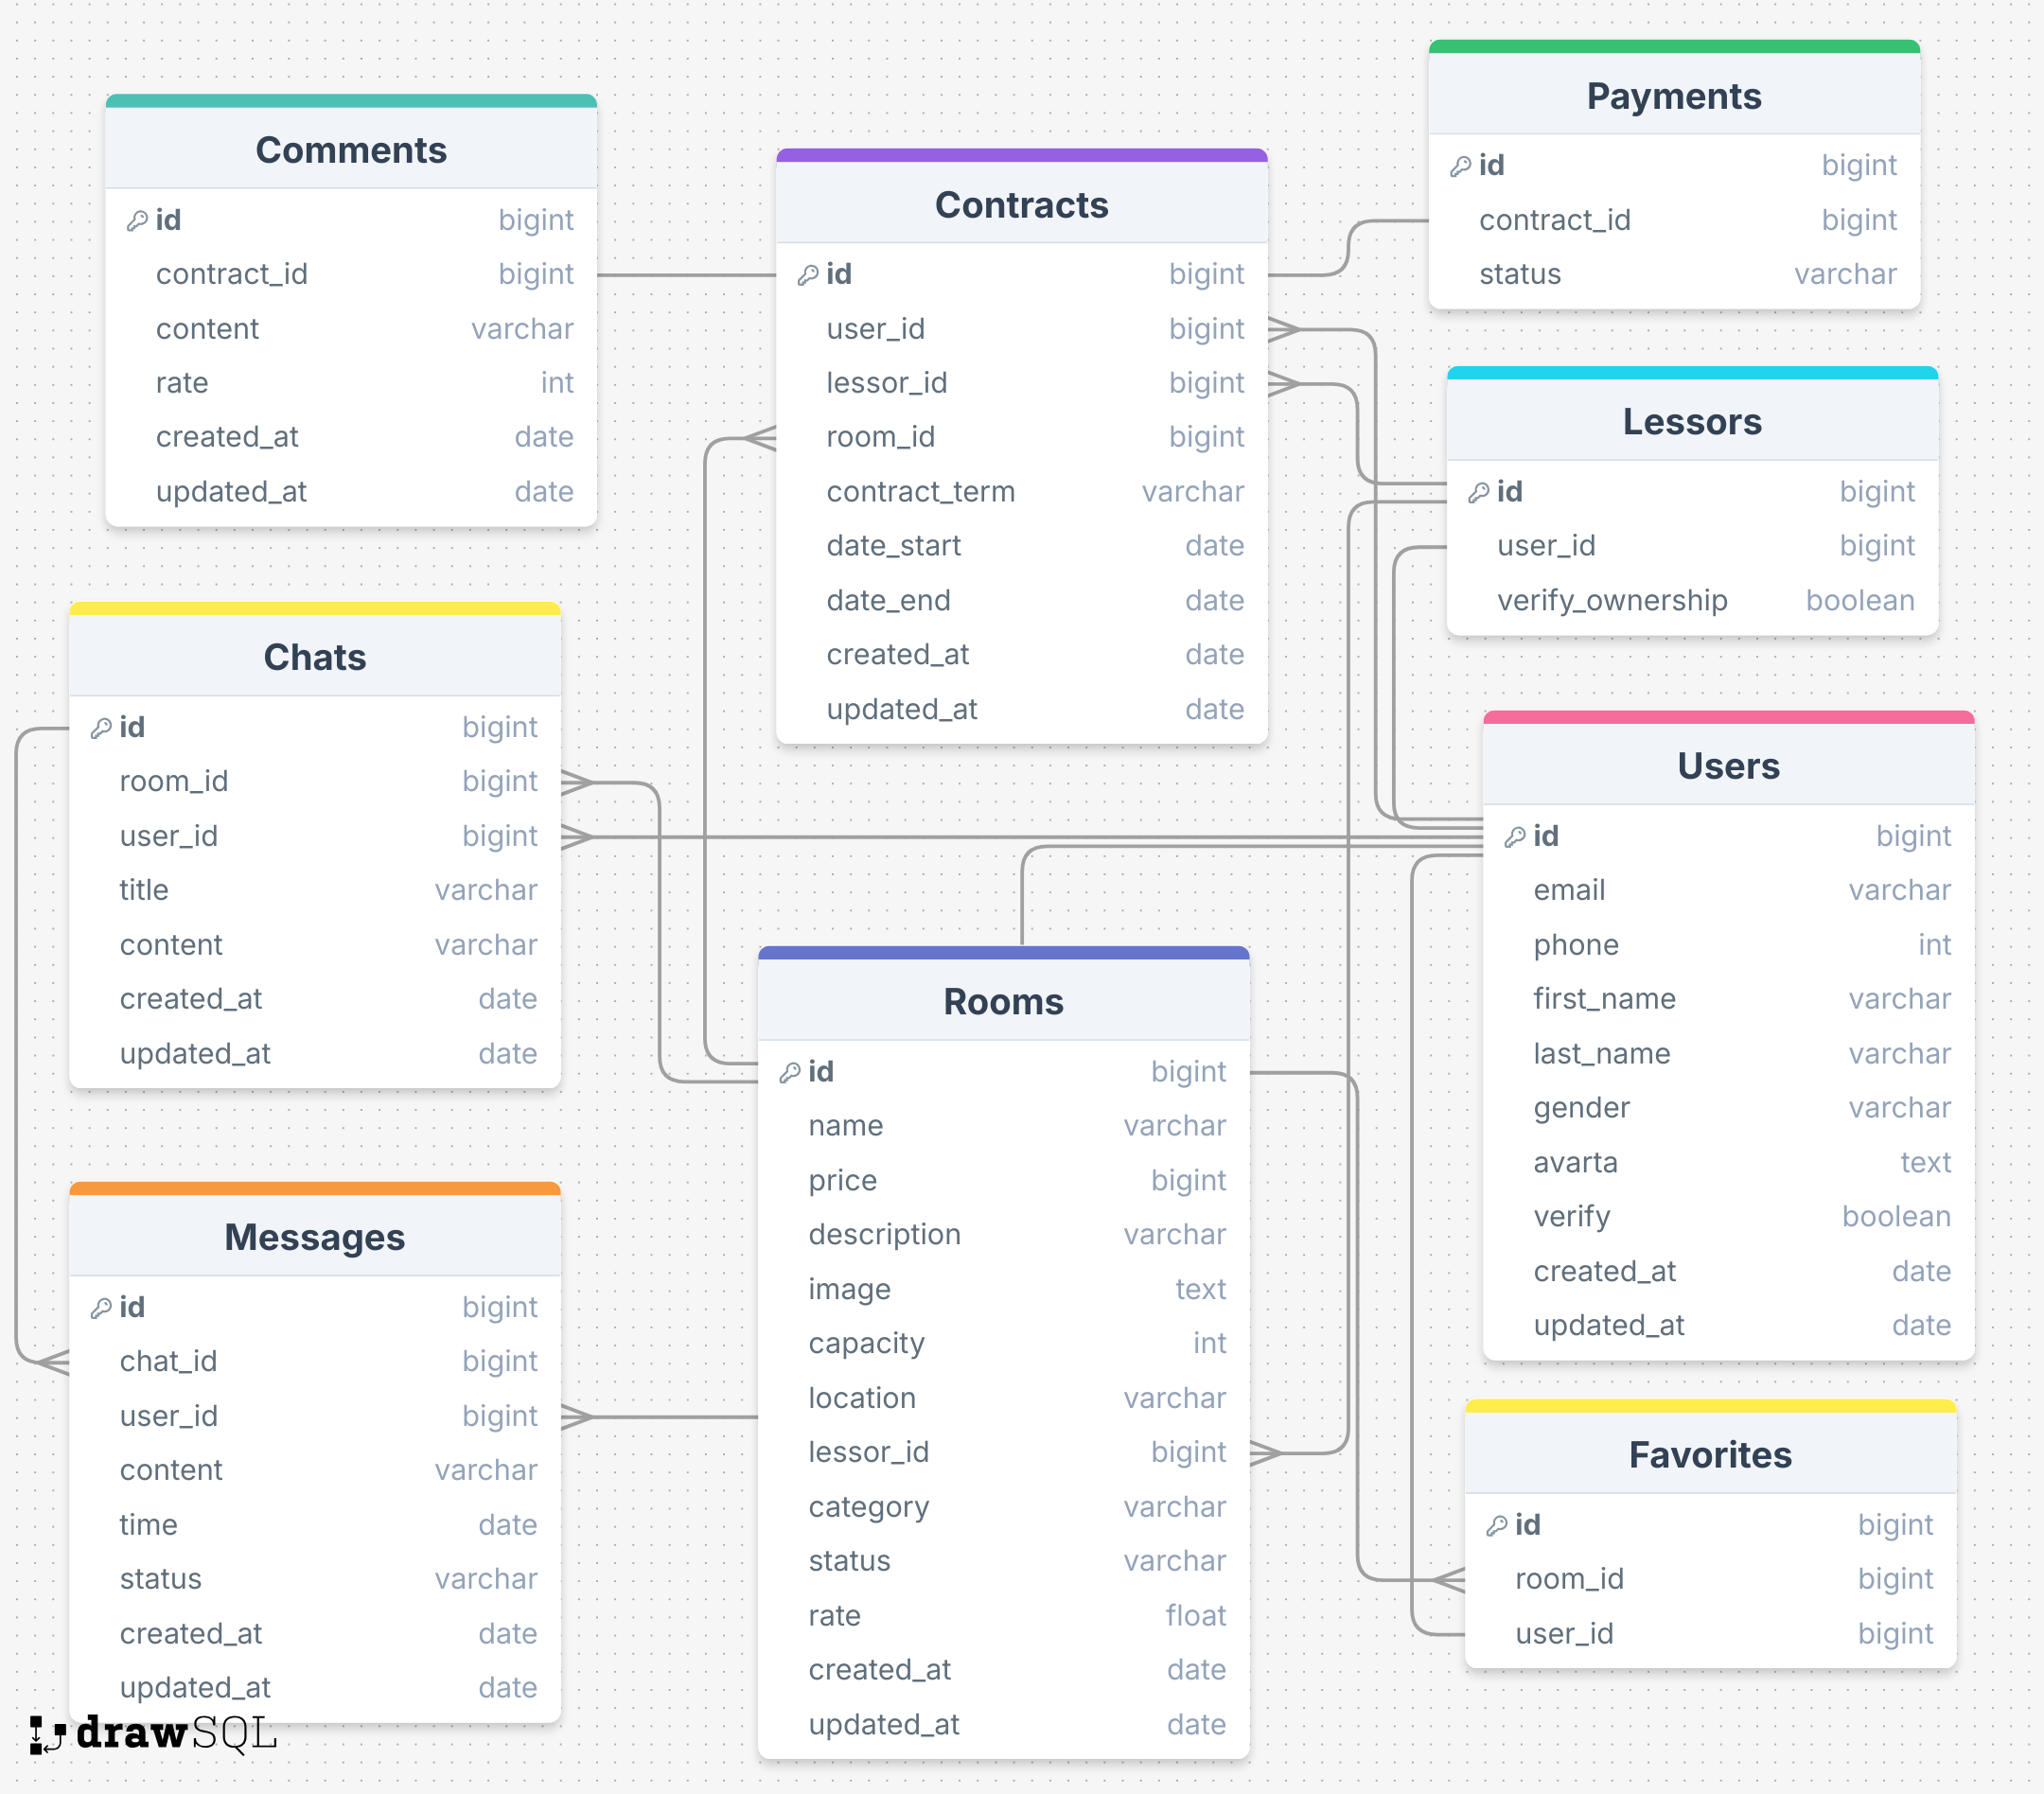 Comments
id bigint
contract_id bigint
content varchar
rate int
created_at date
updated_at date
Contracts
id bigint
user_id bigint
lessor_id bigint
room_id bigint
contract_term varchar
date_start date
date_end date
created_at date
updated_at date
Payments
id bigint
contract_id bigint
status varchar
Lessors
id bigint
user_id bigint
verify_ownership boolean
Chats
id bigint
room_id bigint
user_id bigint
title varchar
content varchar
created_at date
updated_at date
Users
id bigint
email varchar
phone int
first_name varchar
last_name varchar
gender varchar
avarta text
verify boolean
created_at date
updated_at date
Rooms
id bigint
name varchar
price bigint
description varchar
image text
capacity int
location varchar
lessor_id bigint
category varchar
status varchar
rate float
created_at date
updated_at date
Messages
id bigint
chat_id bigint
user_id bigint
content varchar
time date
status varchar
created_at date
updated_at date
Favorites
id bigint
room_id bigint
user_id bigint
drawSQL